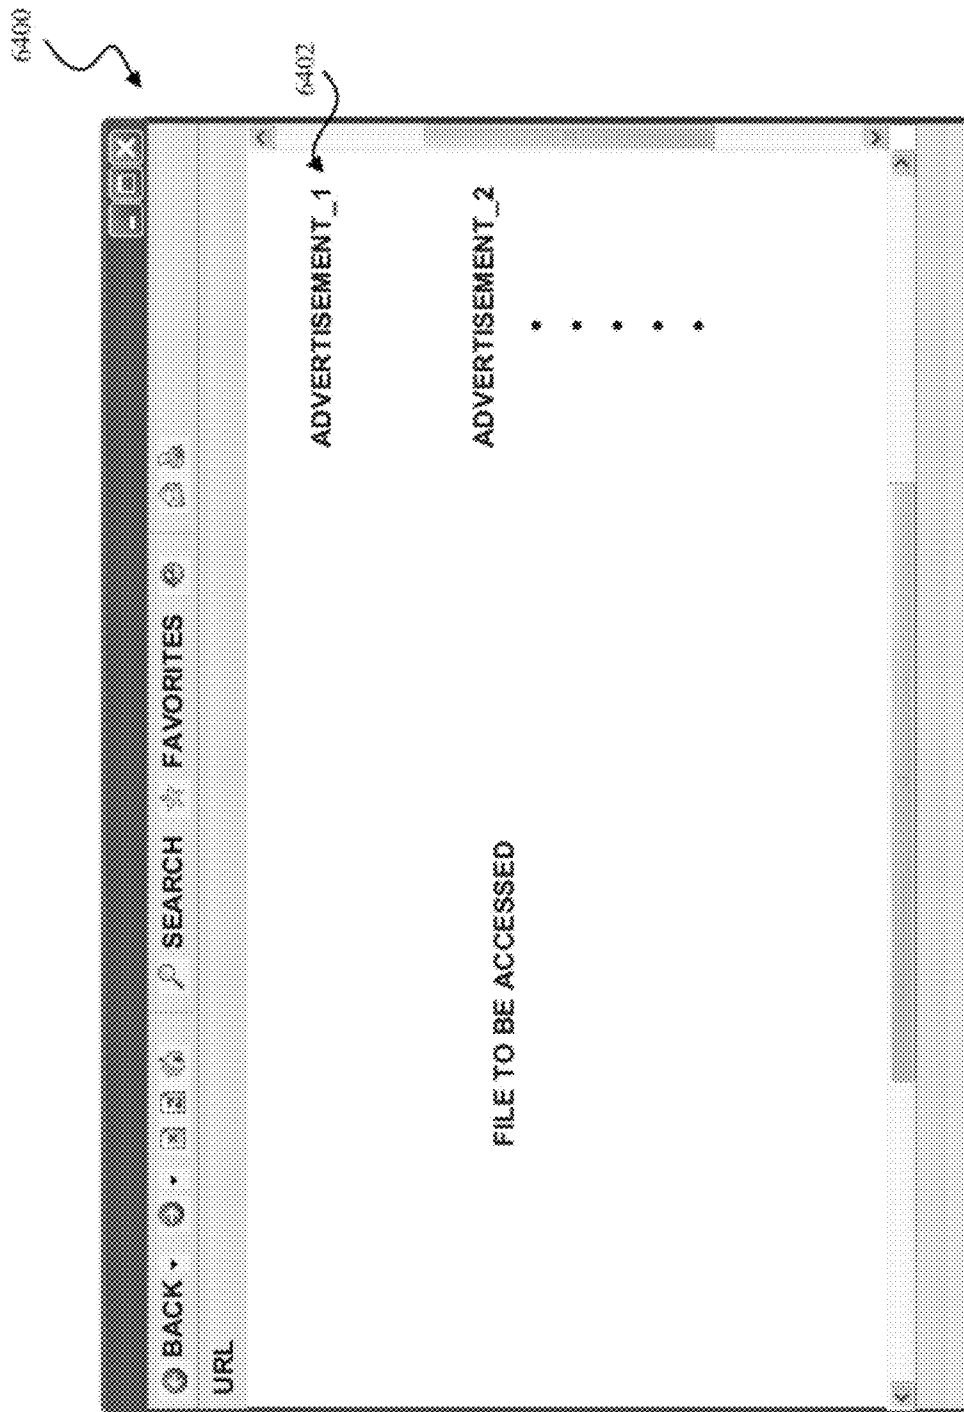 6400
BACK SEARCH FAVORITES
URL
6402
ADVERTISEMENT_1
ADVERTISEMENT_2
FILE TO BE ACCESSED